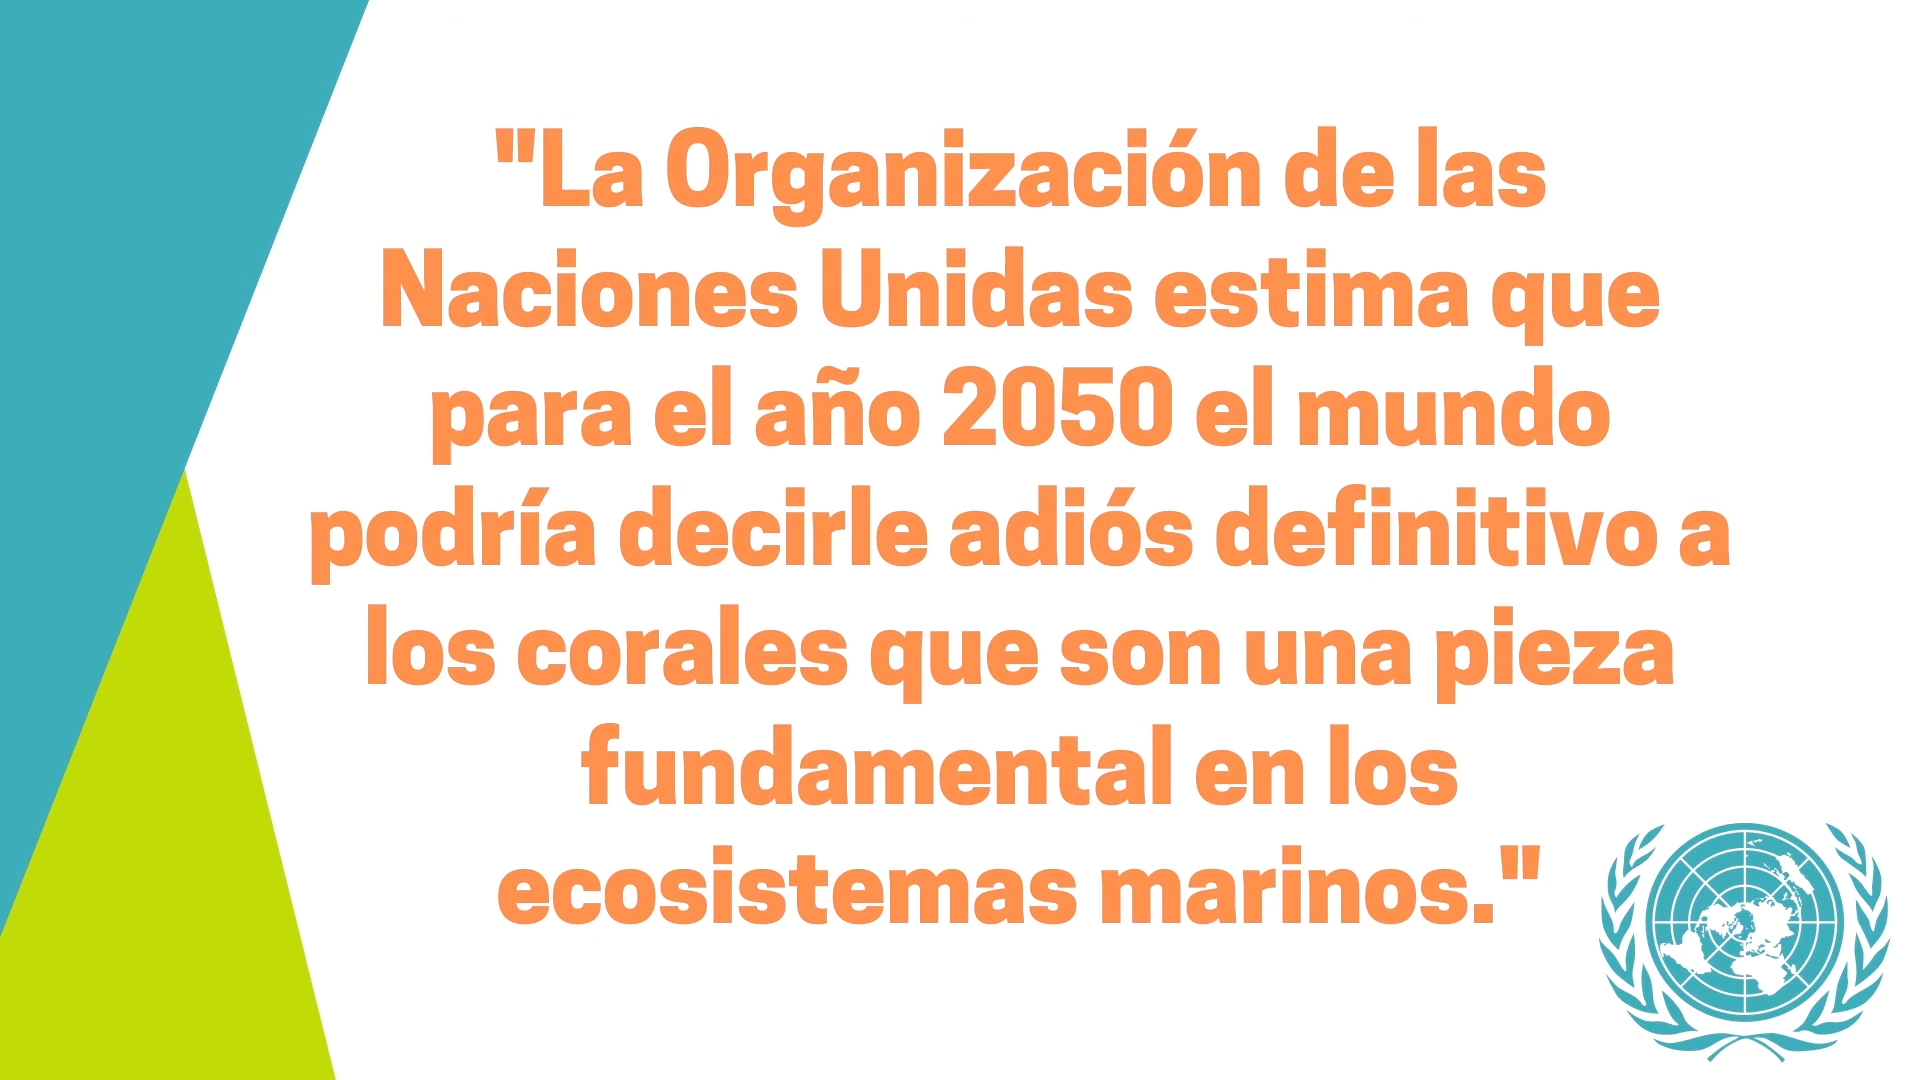 "La Organización de las
Naciones Unidas estima que
para el año 2050 el mundo
podría decirle adiós definitivo a
los corales que son una pieza
fundamental en los
ecosistemas marinos."